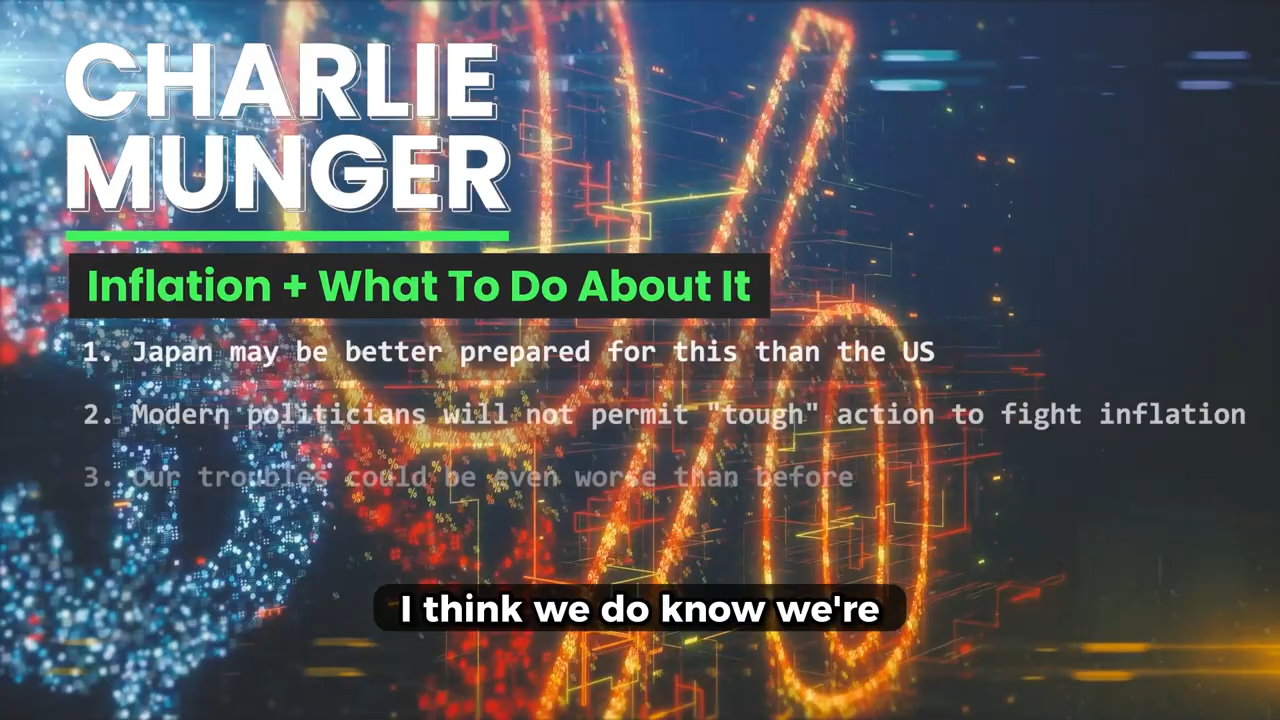 CHARLIE
MUNGER
Inflation + What To Do About It
1. Japan may be better prepared for this than the US
2. Modern politicians will not permit "tough" action to fight inflation
3. Our troubles could be even worse than before
I think we do know we're